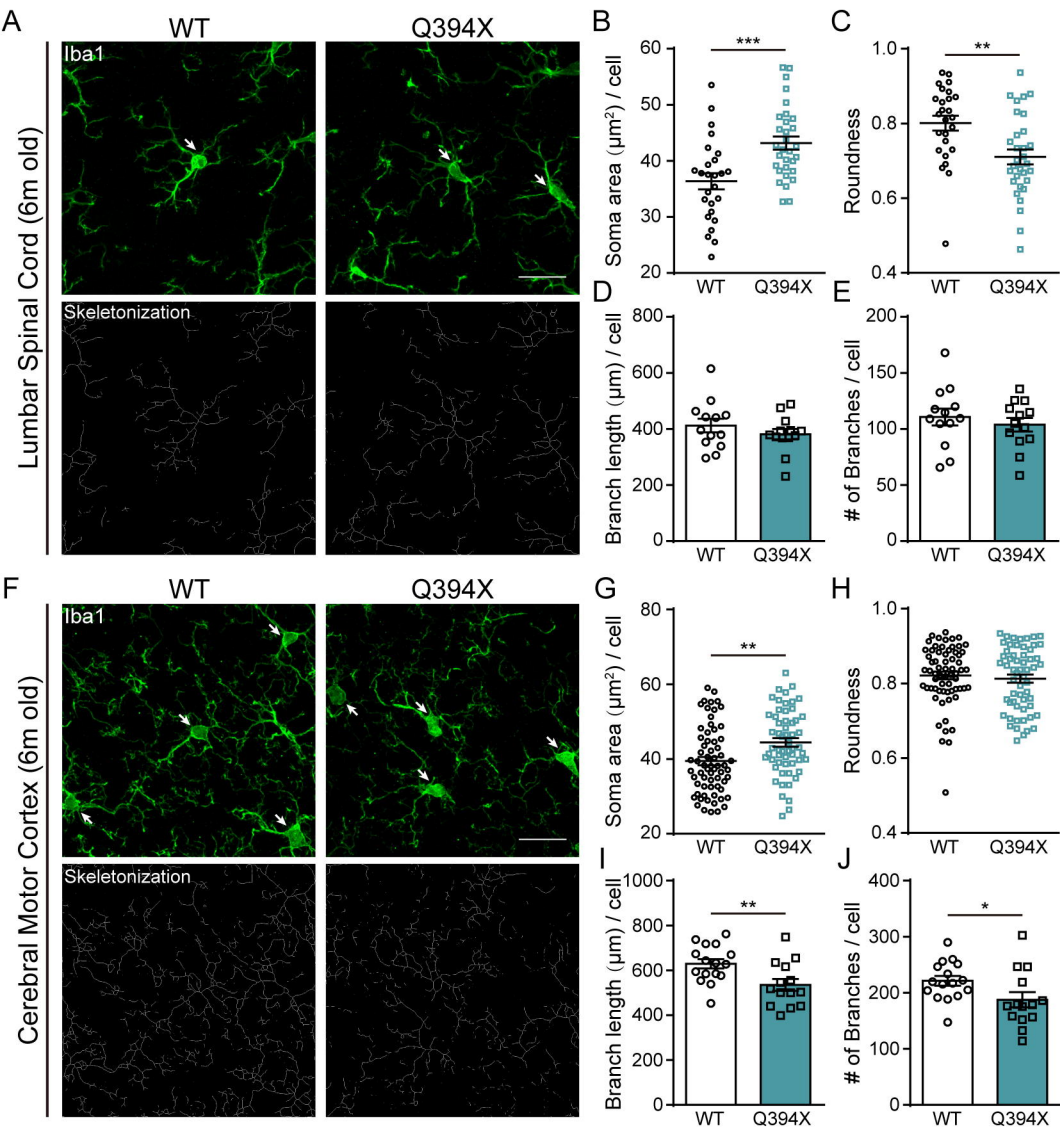 A
WT
Q394X
Iba1
Skeletonization
Lumbar Spinal Cord (6m old)
B
***
Soma area (µm²) / cell
60
50
40
30
20
WT
Q394X
C
**
Roundness
1.0
0.8
0.6
0.4
WT
Q394X
D
Branch length (µm) / cell
800
600
400
200
0
WT
Q394X
E
# of Branches / cell
200
150
100
50
0
WT
Q394X
F
WT
Q394X
Iba1
Skeletonization
Cerebral Motor Cortex (6m old)
G
**
Soma area (µm²) / cell
80
60
40
20
WT
Q394X
H
Roundness
1.0
0.8
0.6
0.4
WT
Q394X
I
**
Branch length (µm) / cell
1000
800
600
400
200
0
WT
Q394X
J
*
# of Branches / cell
400
300
200
100
0
WT
Q394X